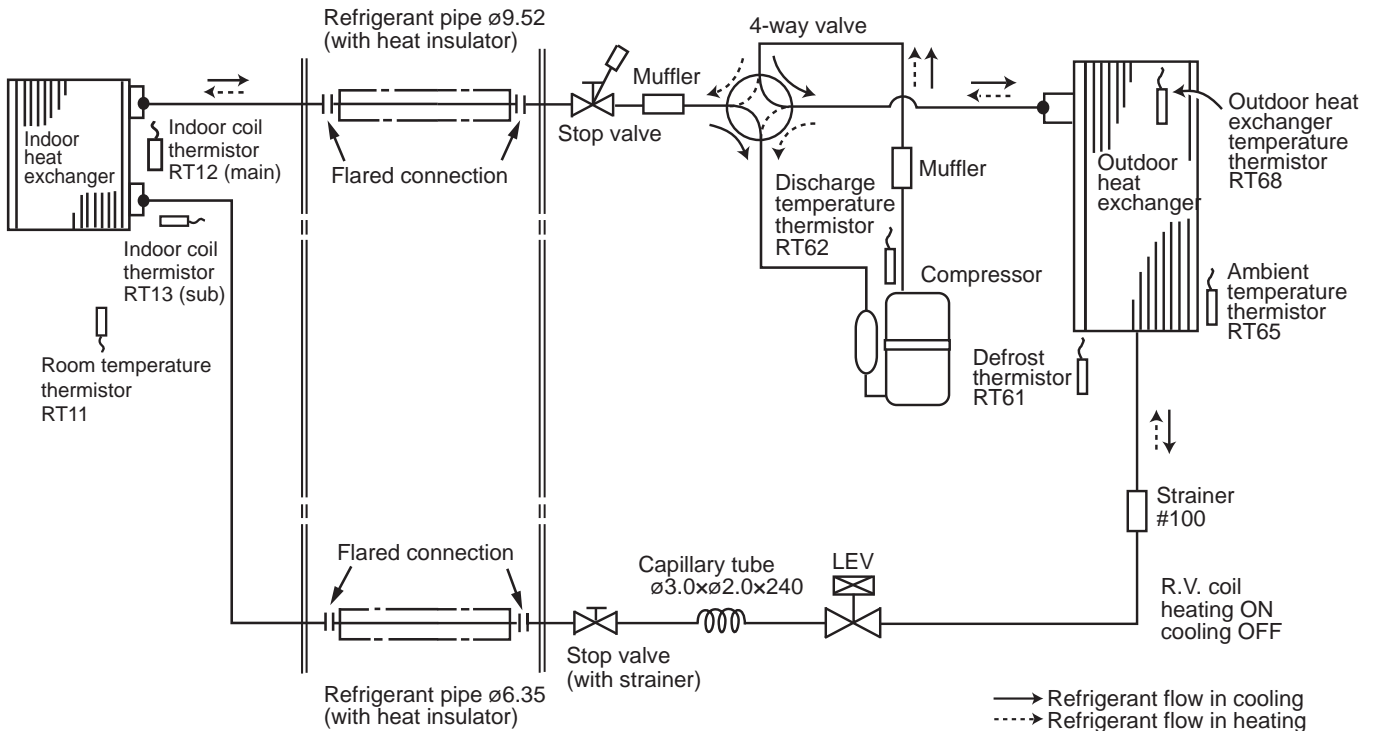 Refrigerant pipe ø9.52
(with heat insulator)
4-way valve
Muffler
Stop valve
Indoor
heat
exchanger
Indoor coil
thermistor
RT12 (main)
Flared connection
Indoor coil
thermistor
RT13 (sub)
Room temperature
thermistor
RT11
Discharge
temperature
thermistor
RT62
Muffler
Compressor
Outdoor
heat
exchanger
Outdoor heat
exchanger
temperature
thermistor
RT68
Ambient
temperature
thermistor
RT65
Defrost
thermistor
RT61
Strainer
#100
Flared connection
Capillary tube
ø3.0×ø2.0×240
LEV
R.V. coil
heating ON
cooling OFF
Stop valve
(with strainer)
Refrigerant pipe ø6.35
(with heat insulator)
Refrigerant flow in cooling
Refrigerant flow in heating